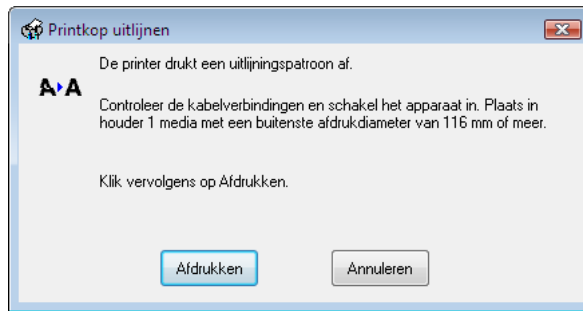 Printkop uitlijnen
De printer drukt een uitlijningspatroon af.
A A
Controleer de kabelverbindingen en schakel het apparaat in. Plaats in
houder 1 media met een buitenste afdrukdiameter van 116 mm of meer.
Klik vervolgens op Afdrukken.
Afdrukken Annuleren